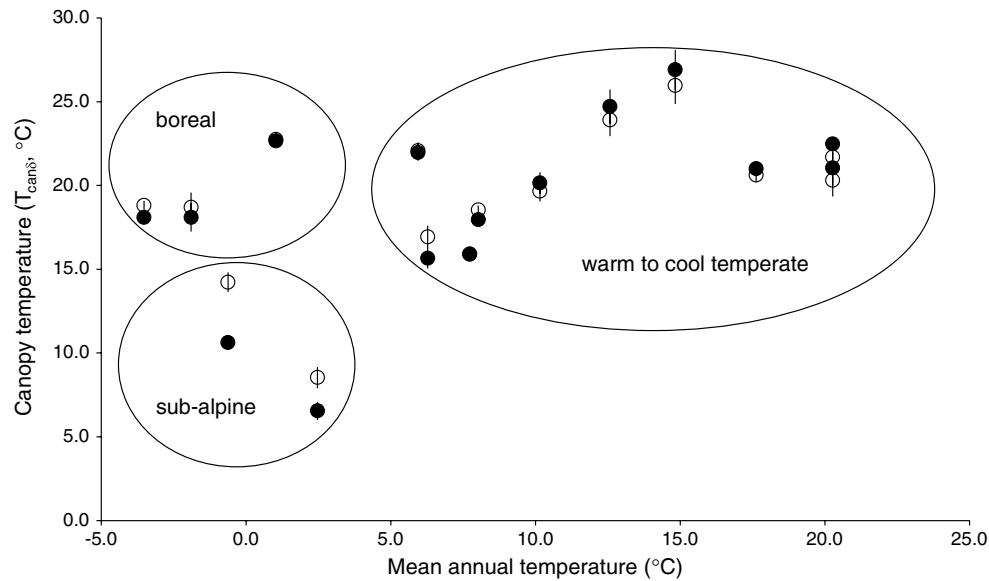 30.0
25.0
20.0
15.0
10.0
5.0
0.0
Canopy temperature (Tcanδ, °C)
boreal
sub-alpine
warm to cool temperate
-5.0 0.0 5.0 10.0 15.0 20.0 25.0
Mean annual temperature (°C)